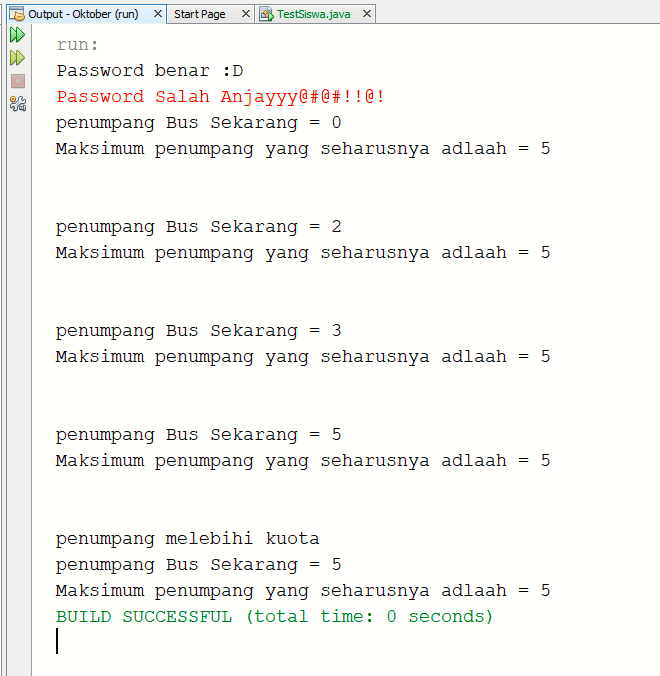 Output - Oktober (run) Start Page TestSiswa.java
run:
Password benar :D
Password Salah Anjayyy@#@#!!@!
penumpang Bus Sekarang = 0
Maksimum penumpang yang seharusnya adlaah = 5
penumpang Bus Sekarang = 2
Maksimum penumpang yang seharusnya adlaah = 5
penumpang Bus Sekarang = 3
Maksimum penumpang yang seharusnya adlaah = 5
penumpang Bus Sekarang = 5
Maksimum penumpang yang seharusnya adlaah = 5
penumpang melebihi kuota
penumpang Bus Sekarang = 5
Maksimum penumpang yang seharusnya adlaah = 5
BUILD SUCCESSFUL (total time: 0 seconds)